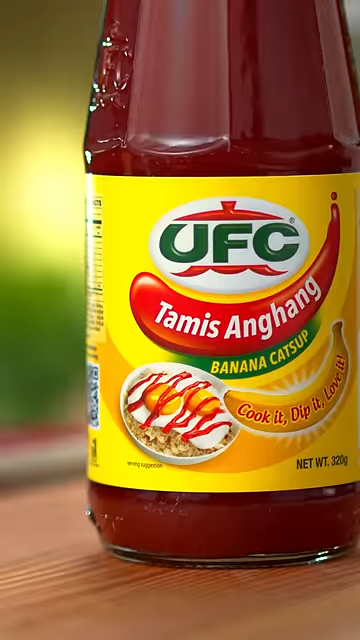 UFC®
Tamis Anghang
BANANA CATSUP
Cook it, Dip it, Love it!
serving suggestion
NET WT. 320g